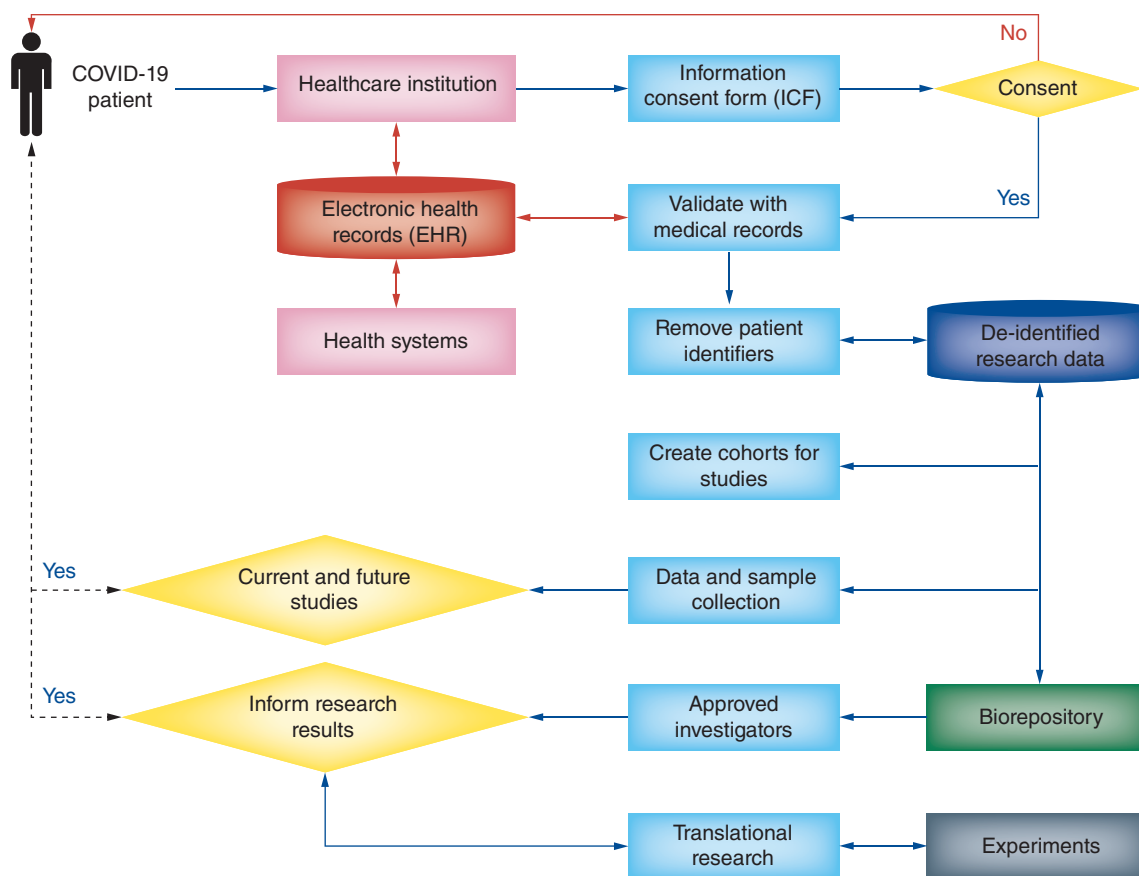 No
COVID-19
patient
Healthcare institution
Information
consent form (ICF)
Consent
Electronic health
records (EHR)
Validate with
medical records
Yes
Health systems
Remove patient
identifiers
De-identified
research data
Create cohorts for
studies
Yes
Current and future
studies
Data and sample
collection
Yes
Inform research
results
Approved
investigators
Biorepository
Translational
research
Experiments